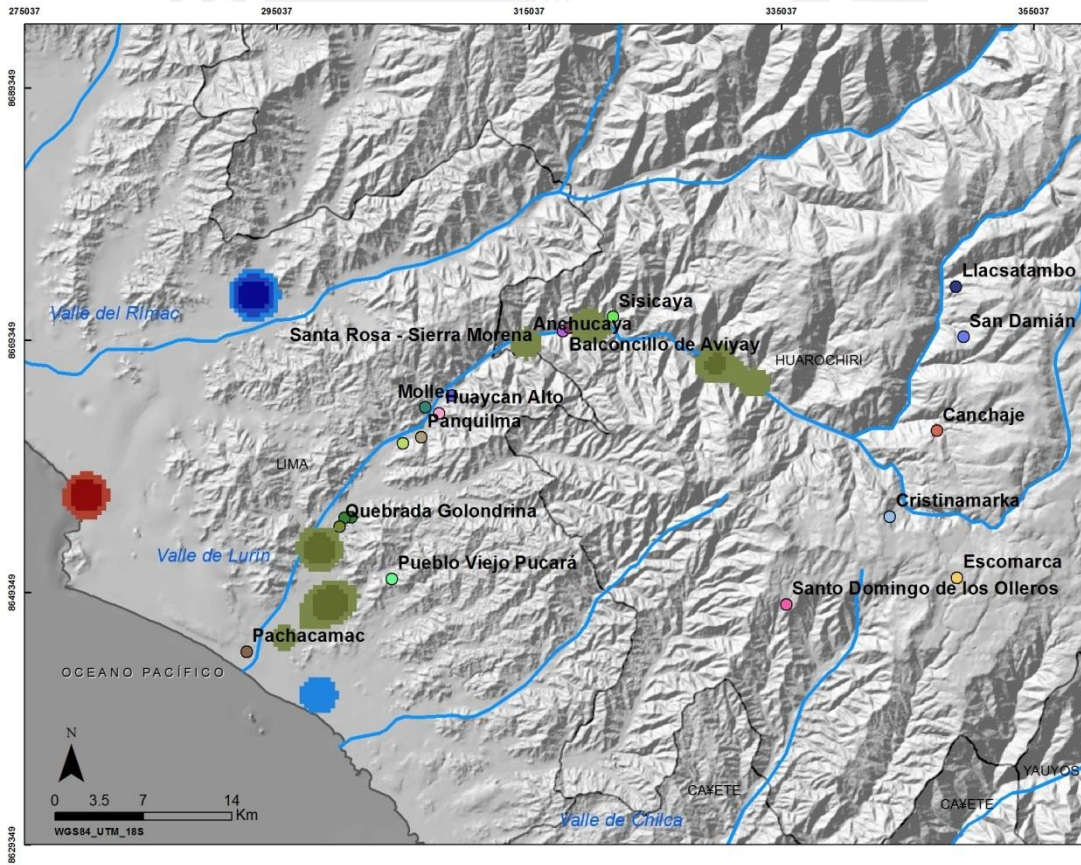 275037 295037 315037 335037 355037
8689349
8669349
8649349
8629349
Llacsatambo
Valle del RImac
Sisicaya
San Damián
Santa Rosa - Sierra Morena
Anchucaya
Balconcillo de Aviyay
HUAROCHIRI
Molle
Huaycan Alto
Canchaje
Panquilma
LIMA
Cristinamarka
Quebrada Golondrina
Valle de Lurin
Pueblo Viejo Pucará
Escomarca
Santo Domingo de los Olleros
Pachacamac
OCEANO PACÍFICO
N
YAUYOS
CA¥ETE
CA¥ETE
0 3.5 7 14
Km
Valle de Chilca
WGS84_UTM_18S